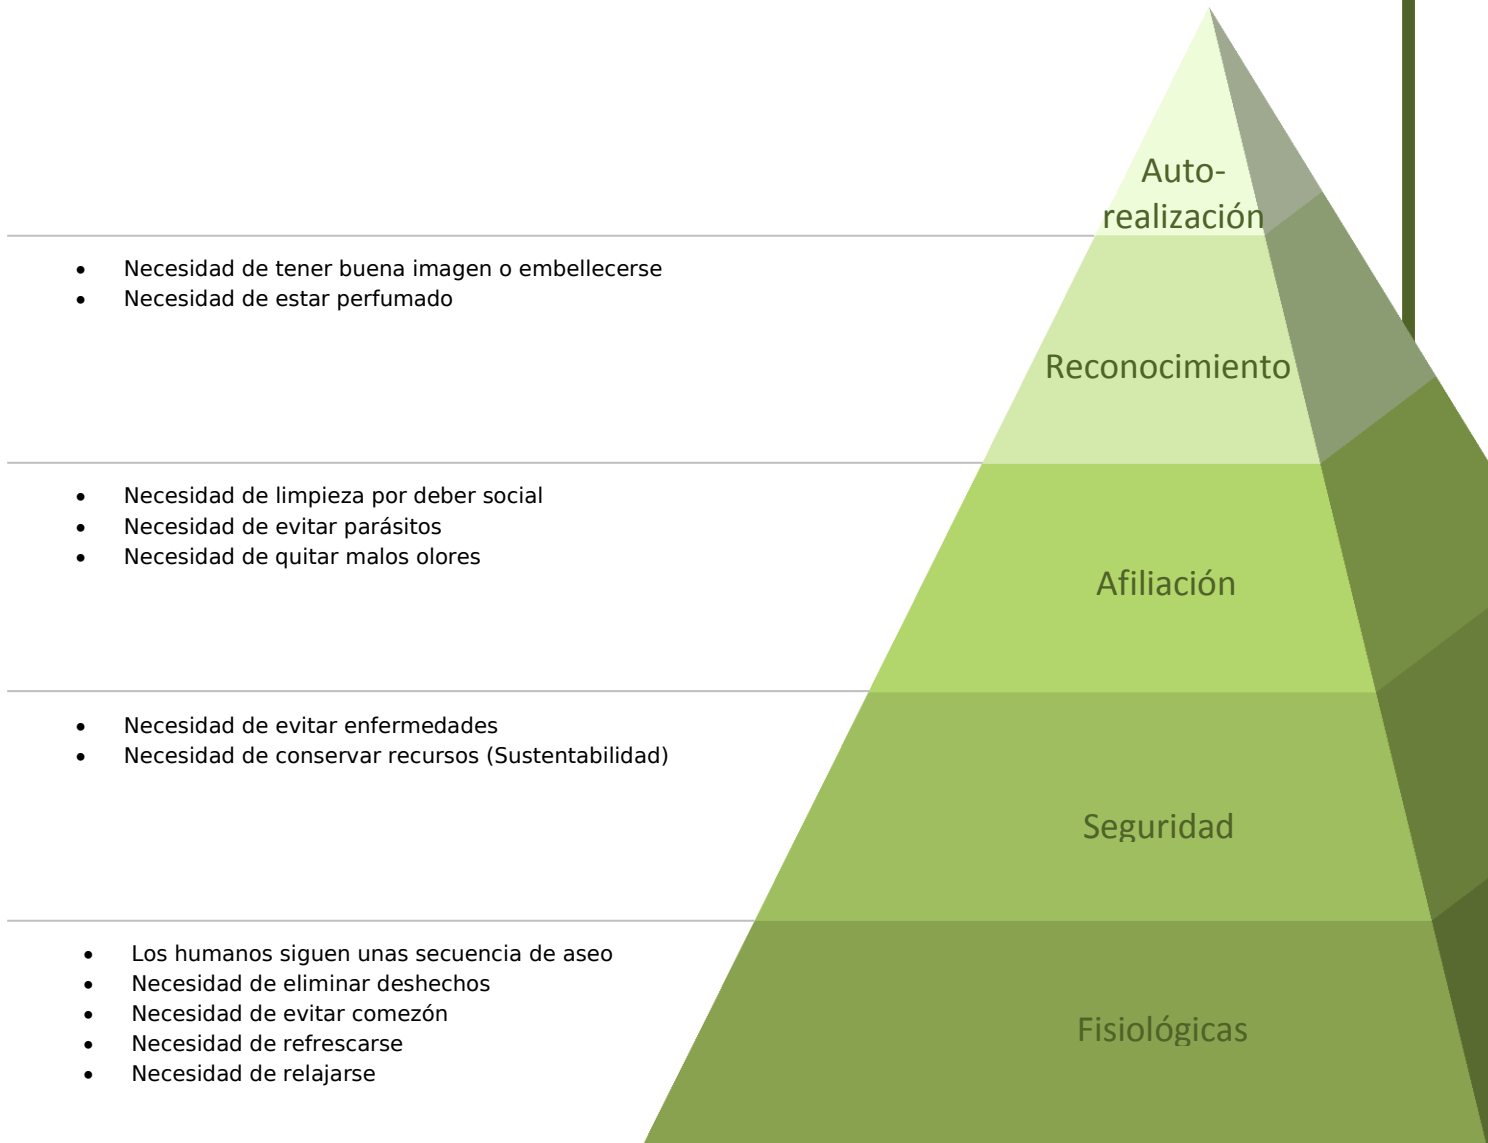 Auto-
realización
• Necesidad de tener buena imagen o embellecerse
• Necesidad de estar perfumado
Reconocimiento
• Necesidad de limpieza por deber social
• Necesidad de evitar parásitos
• Necesidad de quitar malos olores
Afiliación
• Necesidad de evitar enfermedades
• Necesidad de conservar recursos (Sustentabilidad)
Seguridad
• Los humanos siguen unas secuencia de aseo
• Necesidad de eliminar deshechos
• Necesidad de evitar comezón
• Necesidad de refrescarse
• Necesidad de relajarse
Fisiológicas